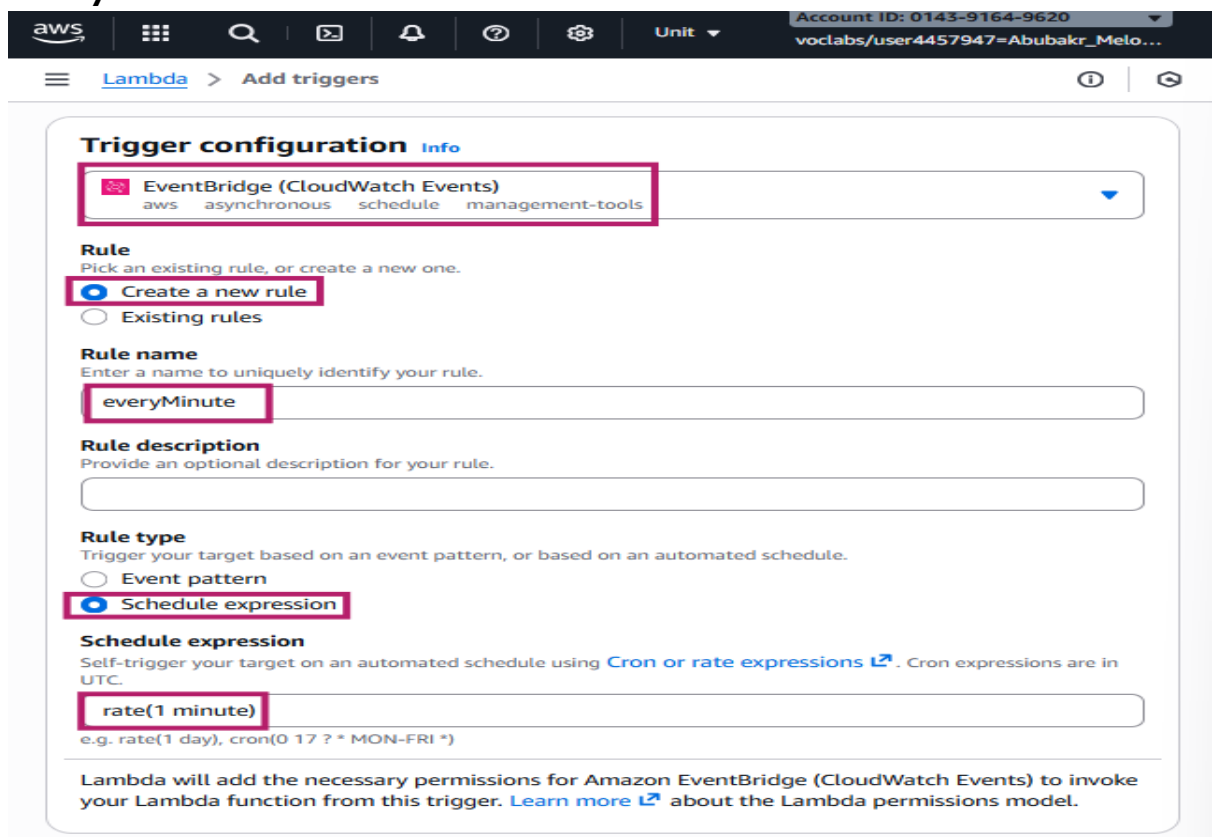 aws
Unit
Account ID: 0143-9164-9620
voclabs/user4457947=Abubakr_Melo...
Lambda > Add triggers
Trigger configuration Info
EventBridge (CloudWatch Events)
aws asynchronous schedule management-tools
Rule
Pick an existing rule, or create a new one.
Create a new rule
Existing rules
Rule name
Enter a name to uniquely identify your rule.
everyMinute
Rule description
Provide an optional description for your rule.
Rule type
Trigger your target based on an event pattern, or based on an automated schedule.
Event pattern
Schedule expression
Schedule expression
Self-trigger your target on an automated schedule using Cron or rate expressions. Cron expressions are in
UTC.
rate(1 minute)
e.g. rate(1 day), cron(0 17 ? * MON-FRI *)
Lambda will add the necessary permissions for Amazon EventBridge (CloudWatch Events) to invoke
your Lambda function from this trigger. Learn more about the Lambda permissions model.